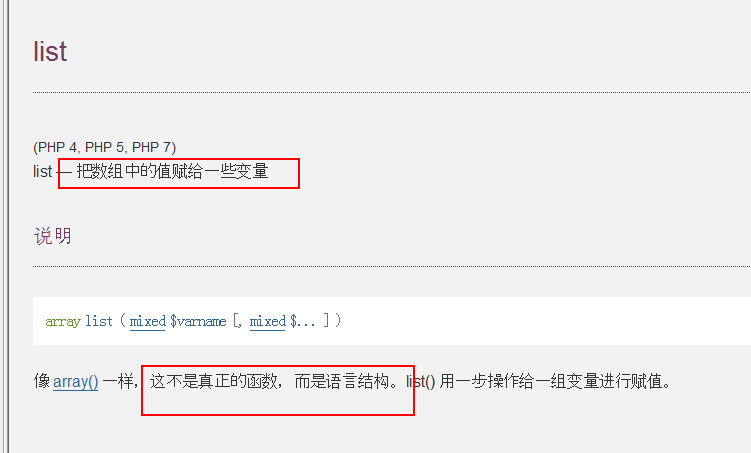 list
(PHP 4, PHP 5, PHP 7)
list — 把数组中的值赋给一些变量
说明
array list ( mixed $varname [, mixed $... ] )
像 array() 一样，这不是真正的函数，而是语言结构。list() 用一步操作给一组变量进行赋值。